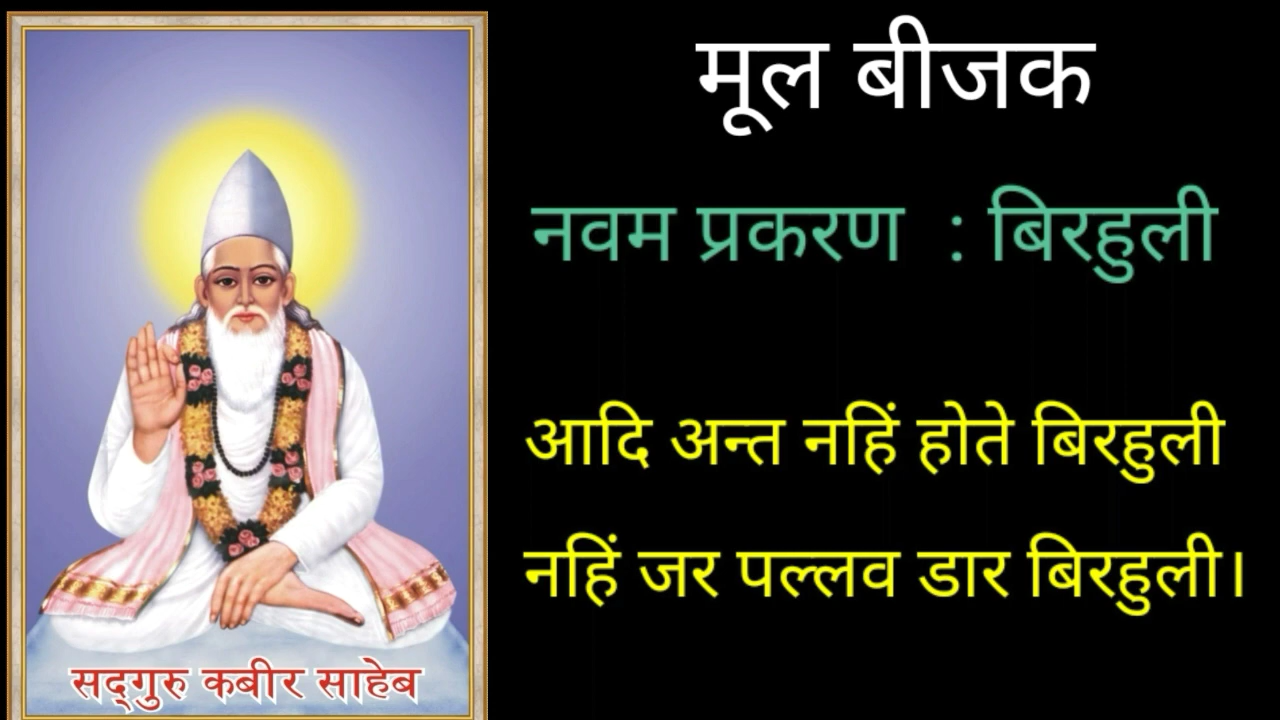 मूल बीजक
नवम प्रकरण : बिरहुली
आदि अन्त नहिं होते बिरहुली
नहिं जर पल्लव डार बिरहुली।
सद्गुरु कबीर साहेब